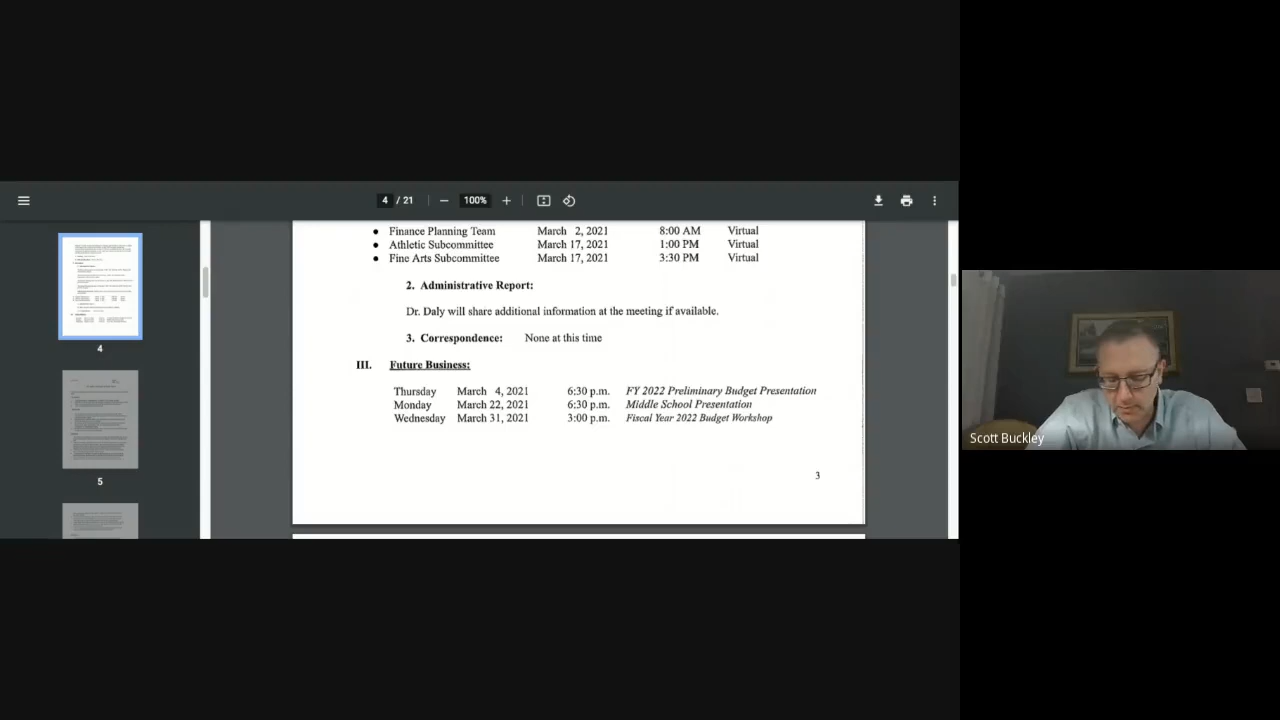 4 / 21
100%
Finance Planning Team March 2, 2021 8:00 AM Virtual
Athletic Subcommittee March 17, 2021 1:00 PM Virtual
Fine Arts Subcommittee March 17, 2021 3:30 PM Virtual
2. Administrative Report:
Dr. Daly will share additional information at the meeting if available.
3. Correspondence: None at this time
III. Future Business:
Thursday March 4, 2021 6:30 p.m. FY 2022 Preliminary Budget Presentation
Monday March 22, 2021 6:30 p.m. Middle School Presentation
Wednesday March 31, 2021 3:00 p.m. Fiscal Year 2022 Budget Workshop
3
4
5
Scott Buckley